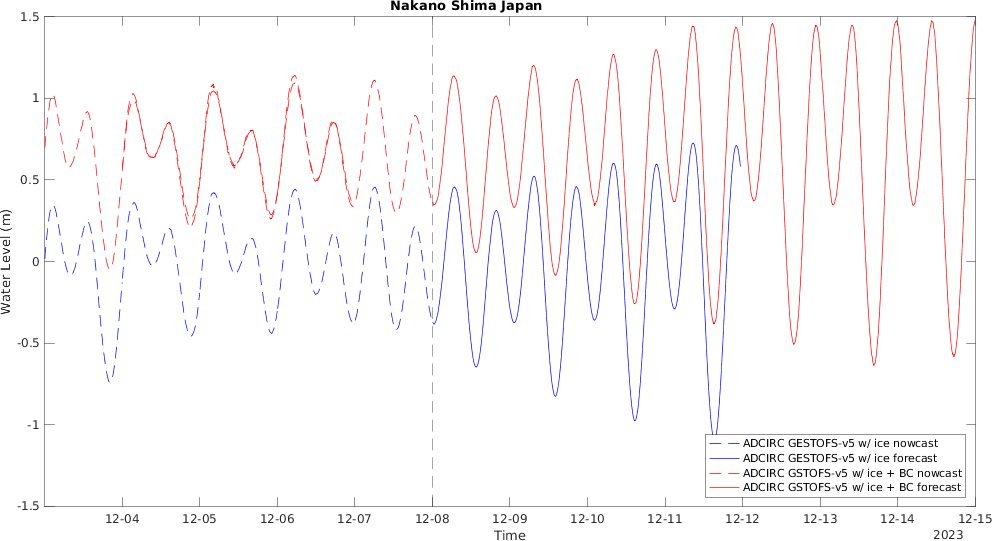 Nakano Shima Japan
Water Level (m)
1.5
1
0.5
0
-0.5
-1
-1.5
ADCIRC GESTOFS-v5 w/ ice nowcast
ADCIRC GESTOFS-v5 w/ ice forecast
ADCIRC GSTOFS-v5 w/ ice + BC nowcast
ADCIRC GSTOFS-v5 w/ ice + BC forecast
12-04 12-05 12-06 12-07 12-08 12-09 12-10 12-11 12-12 12-13 12-14 12-15
Time
2023